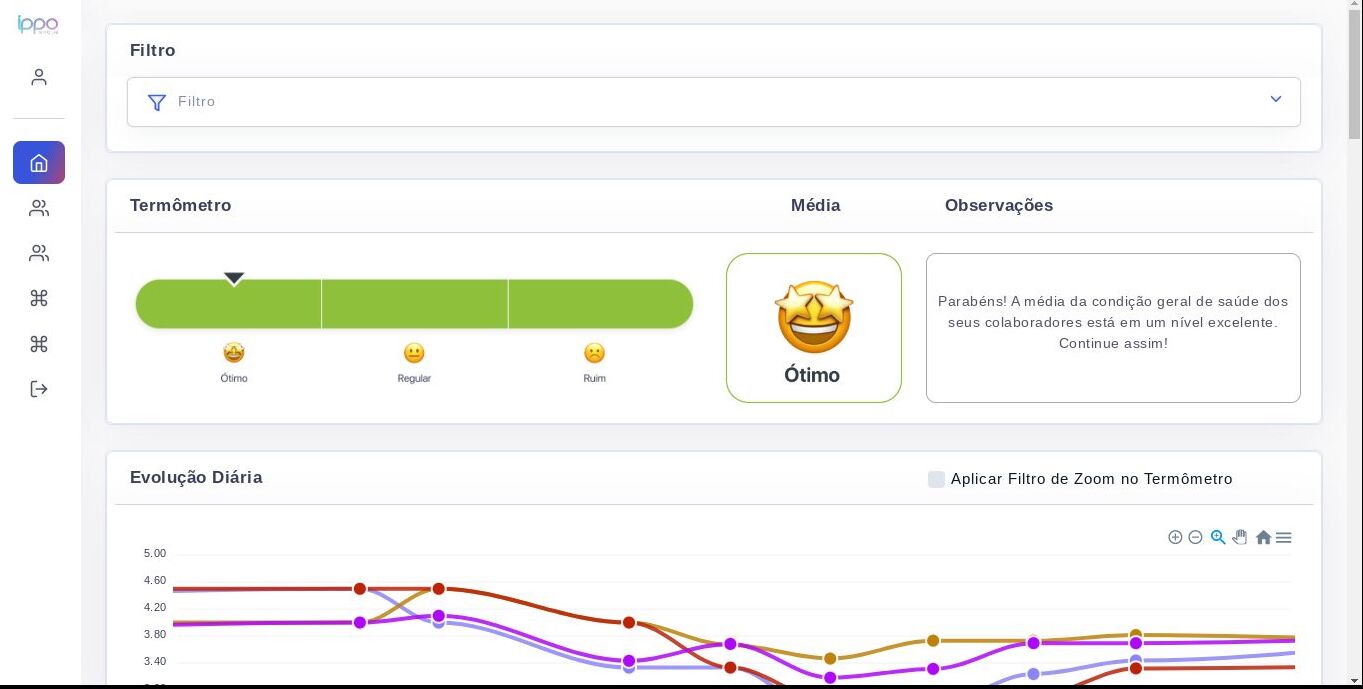 ippo
Filtro
Filtro
Termômetro
Média
Observações
Ótimo
Regular
Ruim
Ótimo
Parabéns! A média da condição geral de saúde dos
seus colaboradores está em um nível excelente.
Continue assim!
Evolução Diária
Aplicar Filtro de Zoom no Termômetro
5.00
4.60
4.20
3.80
3.40